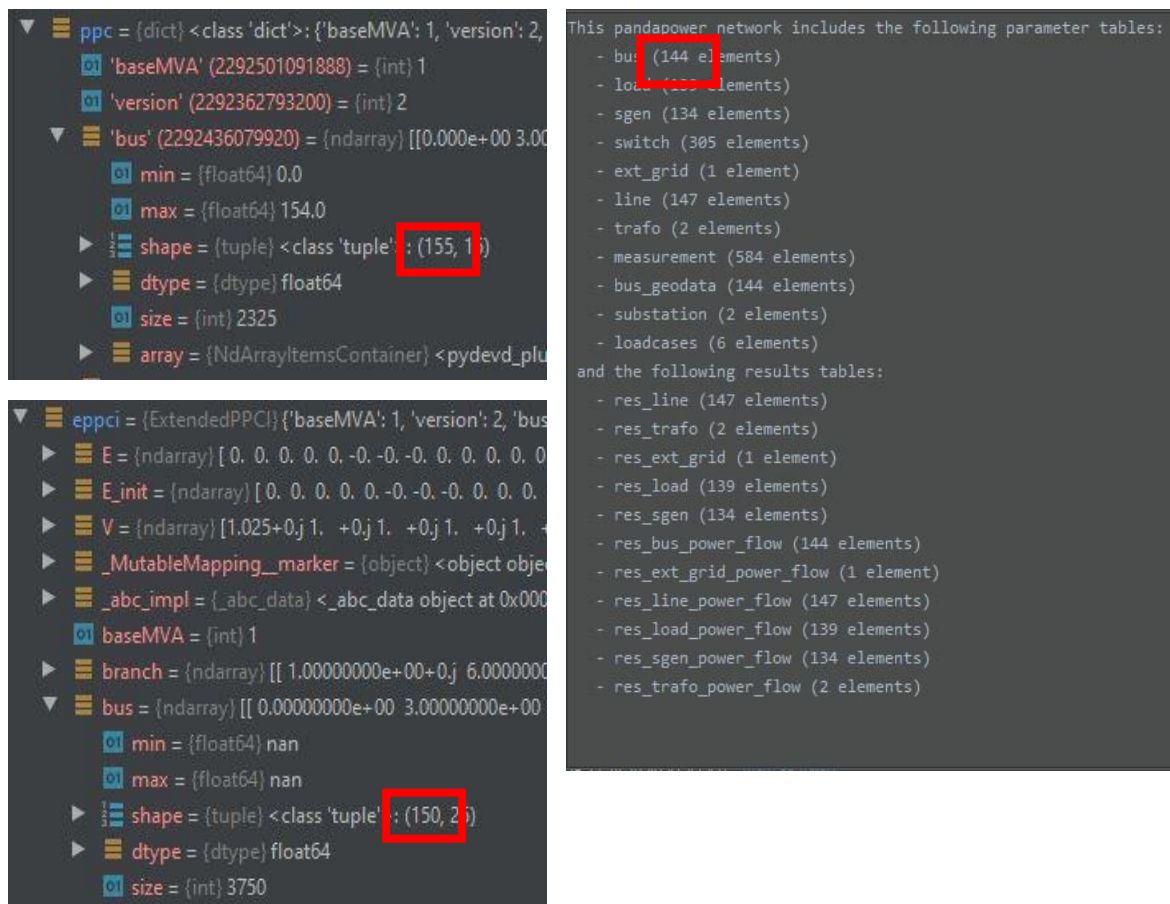 ppc = {dict} <class 'dict'>: {'baseMVA': 1, 'version': 2,
'baseMVA' (2292501091888) = {int} 1
'version' (2292362793200) = {int} 2
'bus' (2292436079920) = {ndarray} [[0.000e+00 3.00
min = {float64} 0.0
max = {float64} 154.0
shape = {tuple} <class 'tuple'>: (155, 15)
dtype = {dtype} float64
size = {int} 2325
array = {NdArrayItemsContainer} <pydevd_plu
eppci = {ExtendedPPCI} {'baseMVA': 1, 'version': 2, 'bus
E = {ndarray} [ 0. 0. 0. 0. 0. -0. -0. -0. 0. 0. 0. 0. 0
E_init = {ndarray} [ 0. 0. 0. 0. 0. -0. -0. -0. 0. 0. 0.
V = {ndarray} [1.025+0.j 1. +0.j 1. +0.j 1. +0.j 1. +
_MutableMapping__marker = {object} <object obje
_abc_impl = {_abc_data} <_abc_data object at 0x000
baseMVA = {int} 1
branch = {ndarray} [[ 1.00000000e+00+0.j 6.0000000
bus = {ndarray} [[ 0.00000000e+00 3.00000000e+00
min = {float64} nan
max = {float64} nan
shape = {tuple} <class 'tuple'>: (150, 25)
dtype = {dtype} float64
size = {int} 3750
This pandapower network includes the following parameter tables:
- bus (144 elements)
- load (139 elements)
- sgen (134 elements)
- switch (305 elements)
- ext_grid (1 element)
- line (147 elements)
- trafo (2 elements)
- measurement (584 elements)
- bus_geodata (144 elements)
- substation (2 elements)
- loadcases (6 elements)
and the following results tables:
- res_line (147 elements)
- res_trafo (2 elements)
- res_ext_grid (1 element)
- res_load (139 elements)
- res_sgen (134 elements)
- res_bus_power_flow (144 elements)
- res_ext_grid_power_flow (1 element)
- res_line_power_flow (147 elements)
- res_load_power_flow (139 elements)
- res_sgen_power_flow (134 elements)
- res_trafo_power_flow (2 elements)